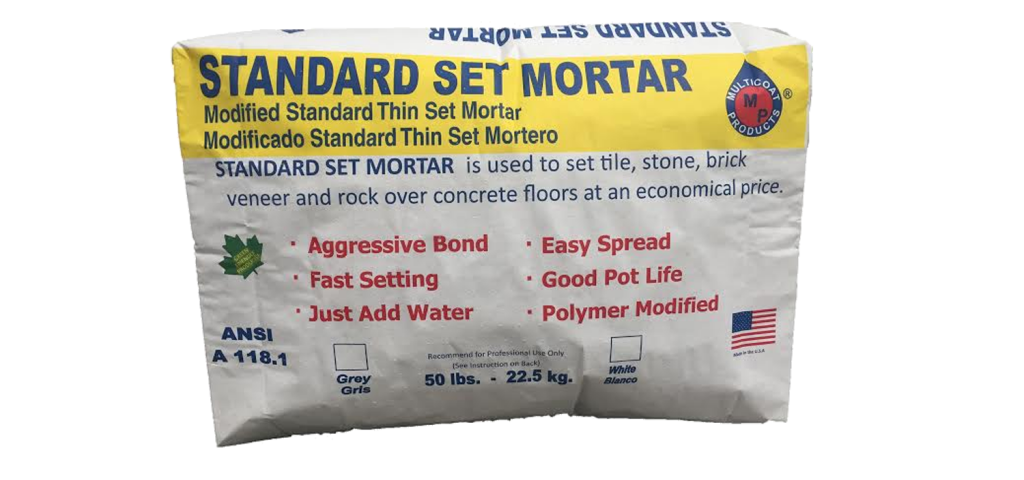 STANDARD SET MORTAR
STANDARD SET MORTAR
Modified Standard Thin Set Mortar
Modificado Standard Thin Set Mortero
MULTICOAT
MP
PRODUCTS
®
STANDARD SET MORTAR is used to set tile, stone, brick
veneer and rock over concrete floors at an economical price.
· Aggressive Bond
· Easy Spread
· Fast Setting
· Good Pot Life
· Just Add Water
· Polymer Modified
ANSI
A 118.1
Grey
Gris
Recommend for Professional Use Only
(See Instruction on Back)
50 lbs. - 22.5 kg.
White
Blanco
Made in the U.S.A